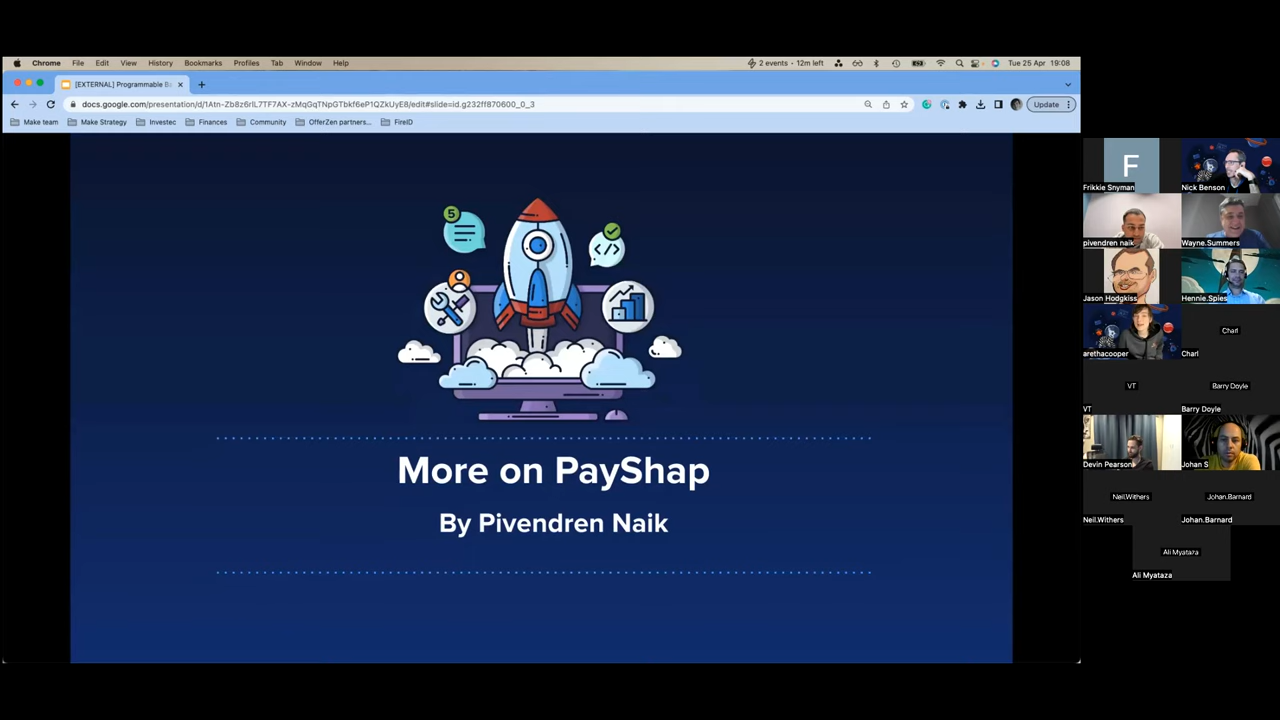 Chrome File Edit View History Bookmarks Profiles Tab Window Help
2 events · 12m left
Tue 25 Apr 19:08
[EXTERNAL] Programmable Ba
docs.google.com/presentation/d/1Atn-Zb8z6rlL7TF7AX-zMqGqTNpGTbkf6eP1QZkUyE8/edit#slide=id.g232ff870600_0_3
Update
Make team Make Strategy Investec Finances Community OfferZen partners... FireID
5
</>
More on PayShap
By Pivendren Naik
F
Frikkie Snyman
Nick Benson
pivendren naik
Wayne.Summers
Jason Hodgkiss
Hennie.Spies
arethacooper
Charl
Charl
VT
VT
Barry Doyle
Barry Doyle
Devin Pearson
Johan S
Neil.Withers
Neil.Withers
Johan.Barnard
Johan.Barnard
Ali Myataza
Ali Myataza